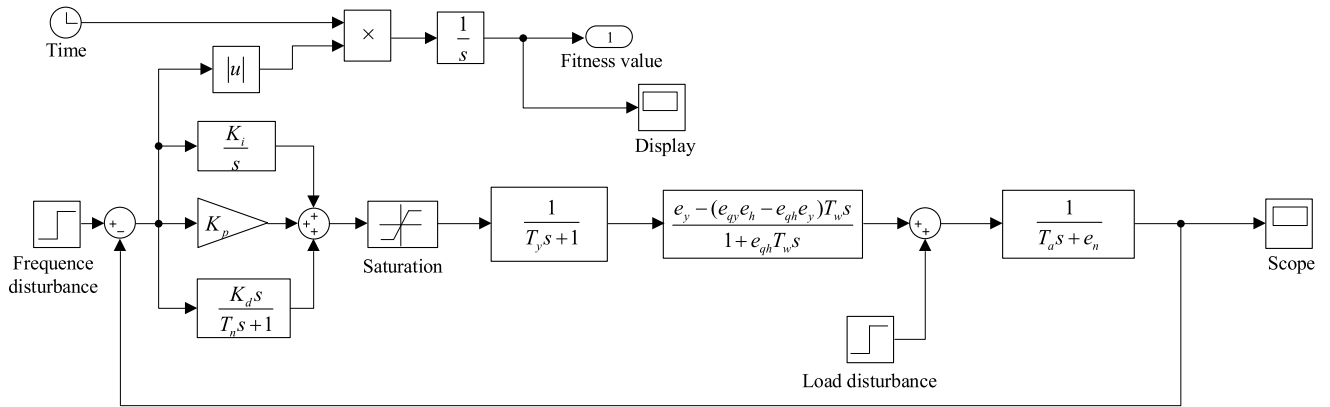 Time
×
1
s
1
Fitness value
|u|
Display
K_i
s
K_p
K_d s
T_n s+1
+
−
+
+
+
Frequence
disturbance
Saturation
1
T_y s+1
e_y −(e_qy e_h − e_qh e_y)T_w s
1+e_qh T_w s
+
+
1
T_a s+e_n
Scope
Load disturbance